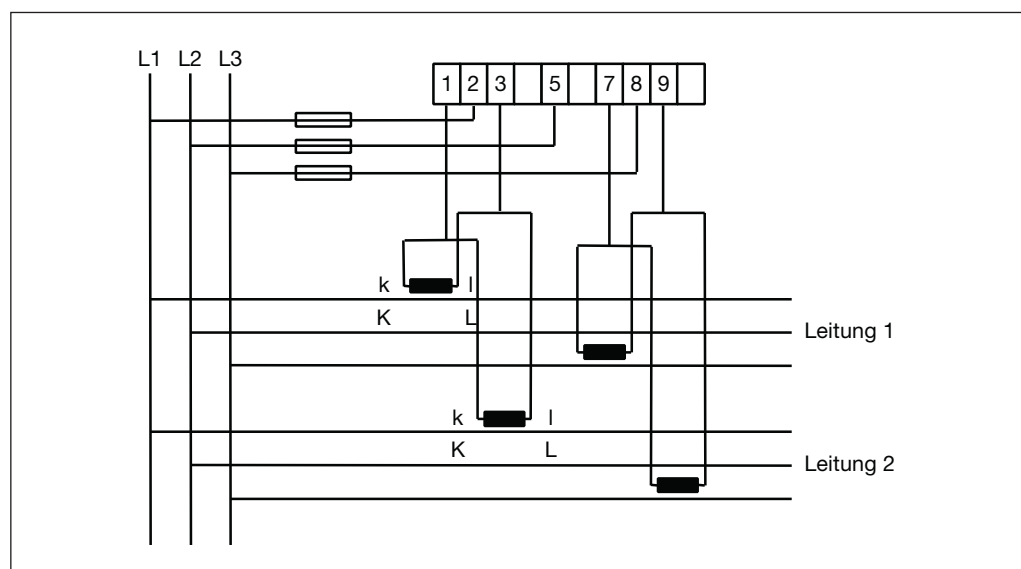 L1 L2 L3
1 2 3 5 7 8 9
k l
K L
Leitung 1
k l
K L
Leitung 2